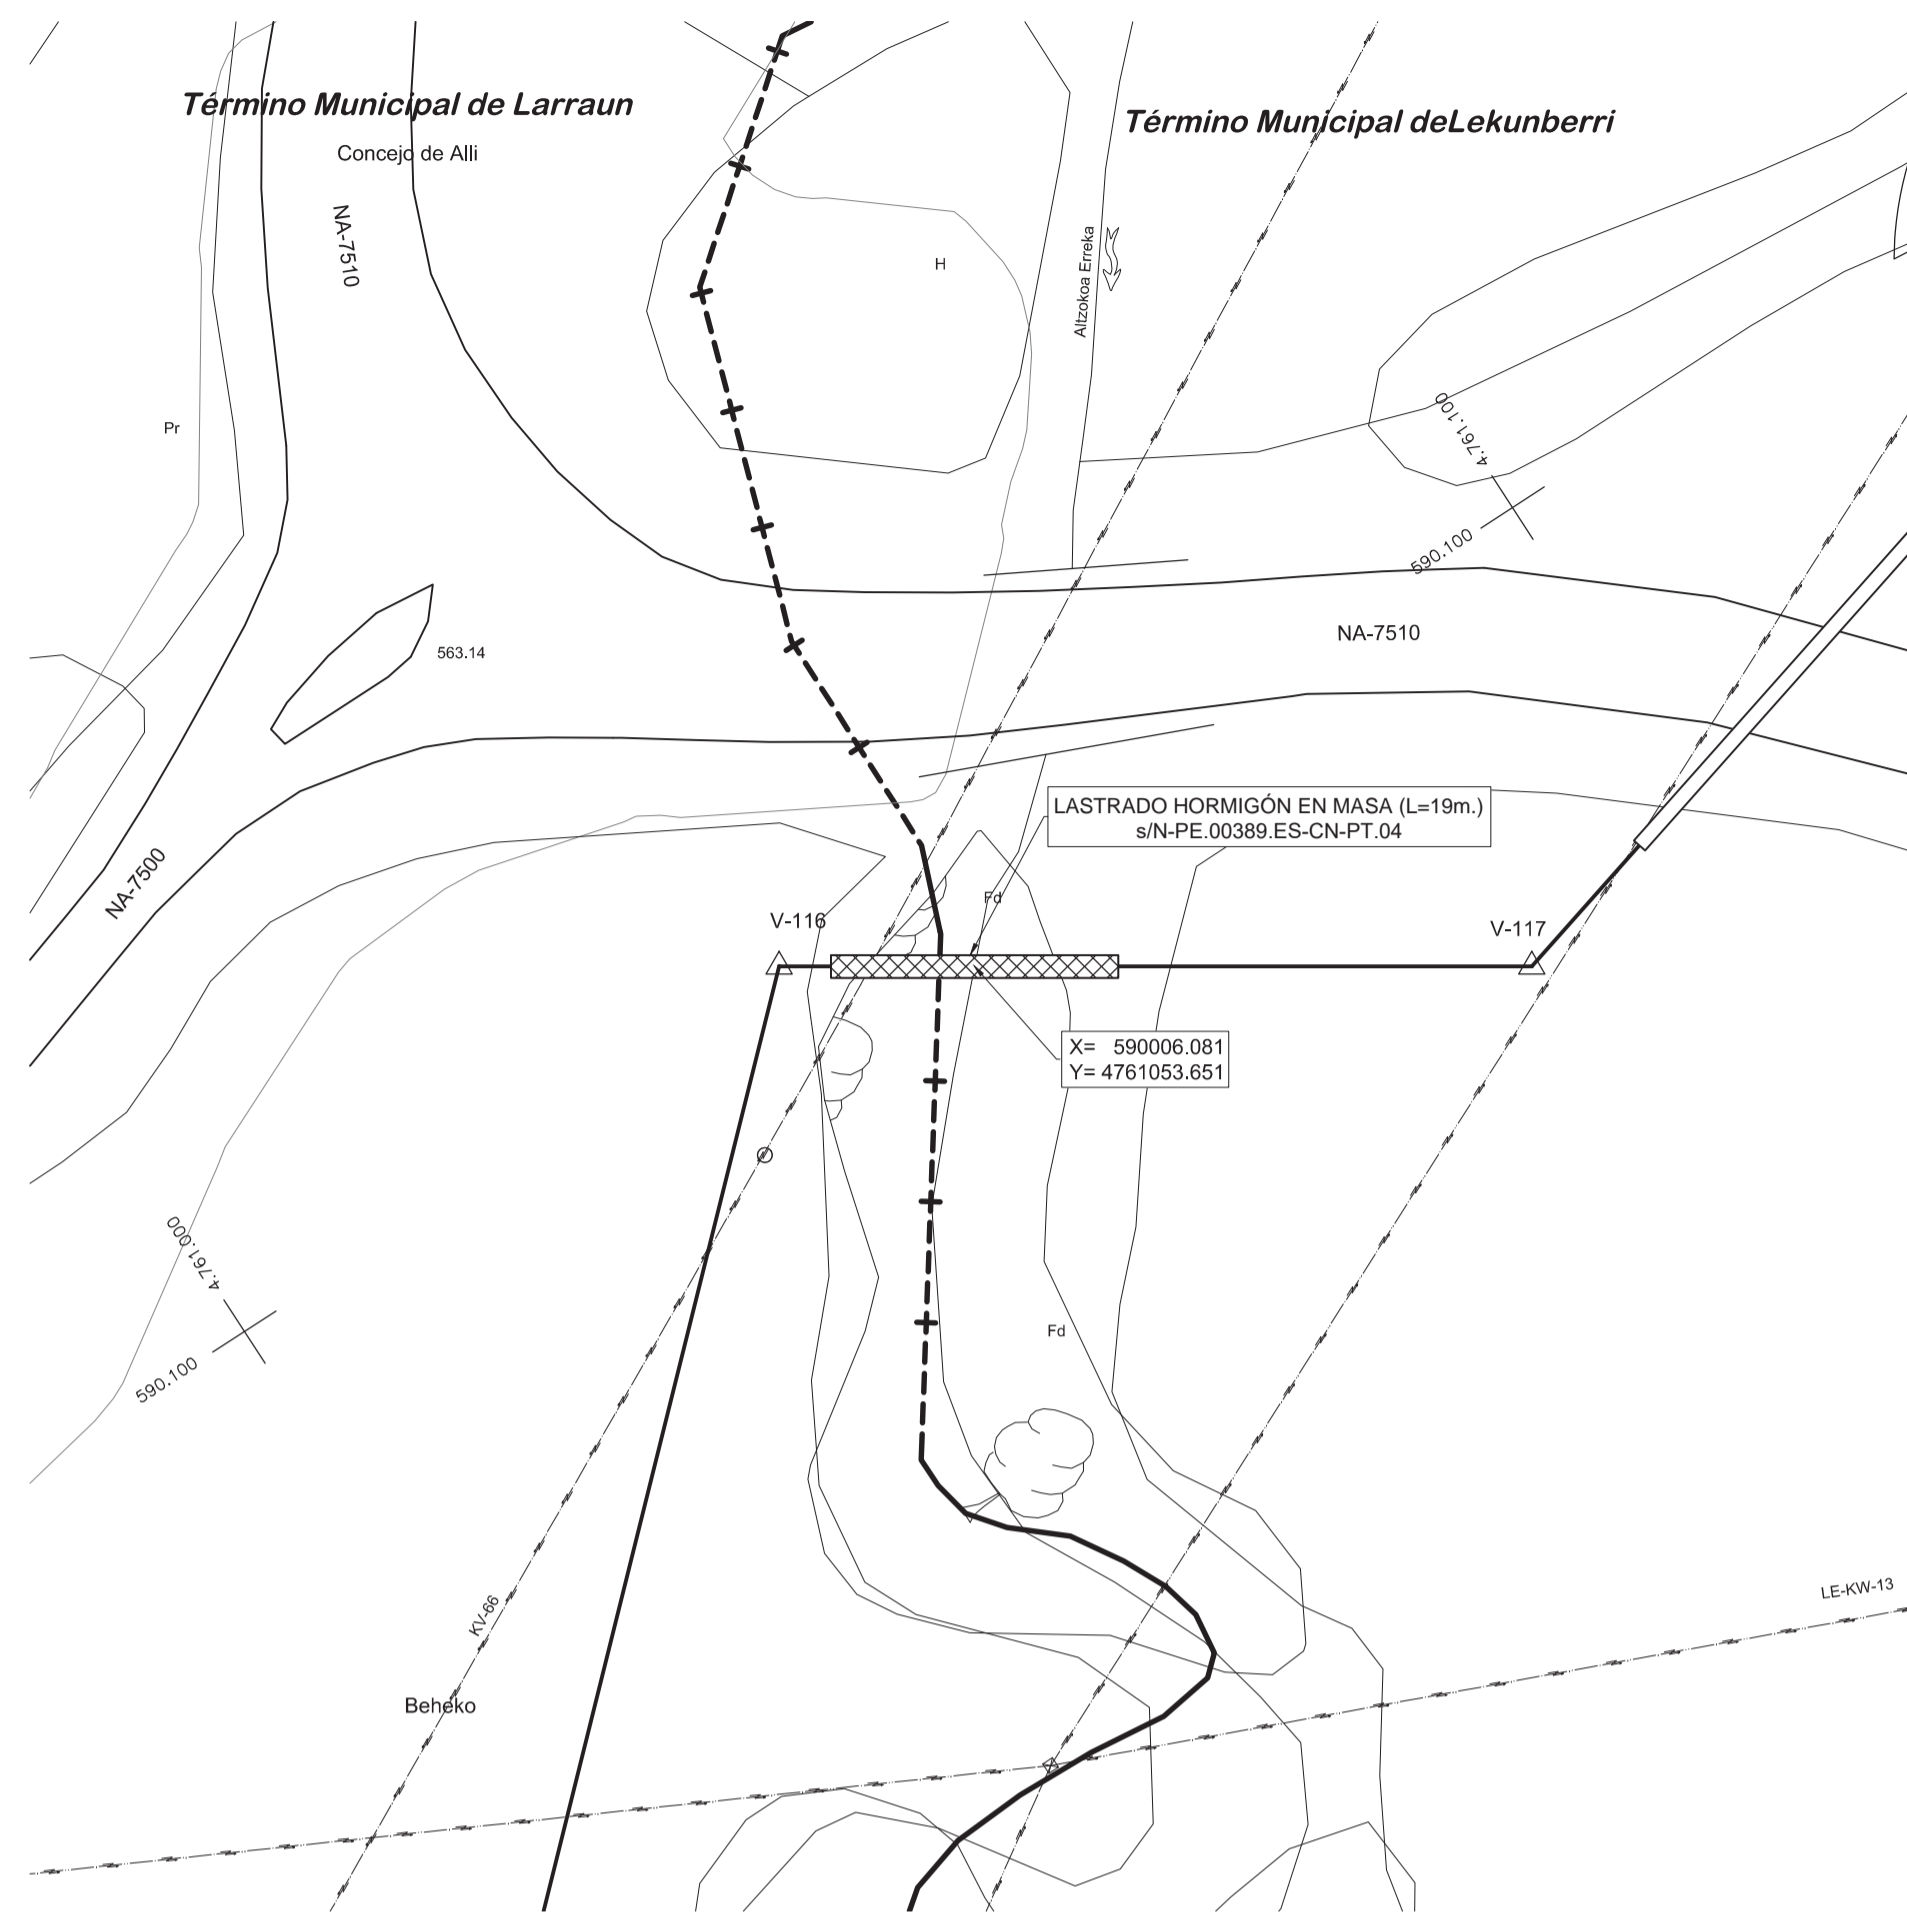 Término Municipal de Larraun
Concejo de Alli
Término Municipal deLekunberri
NA-7510
Altzokoa Erreka
H
Pr
4.761.100
590.100
563.14
NA-7510
LASTRADO HORMIGÓN EN MASA (L=19m.)
s/N-PE.00389.ES-CN-PT.04
NA-7500
Fd
V-116
V-117
X= 590006.081
Y= 4761053.651
4.761.000
590.100
Fd
KV-66
LE-KW-13
Beheko